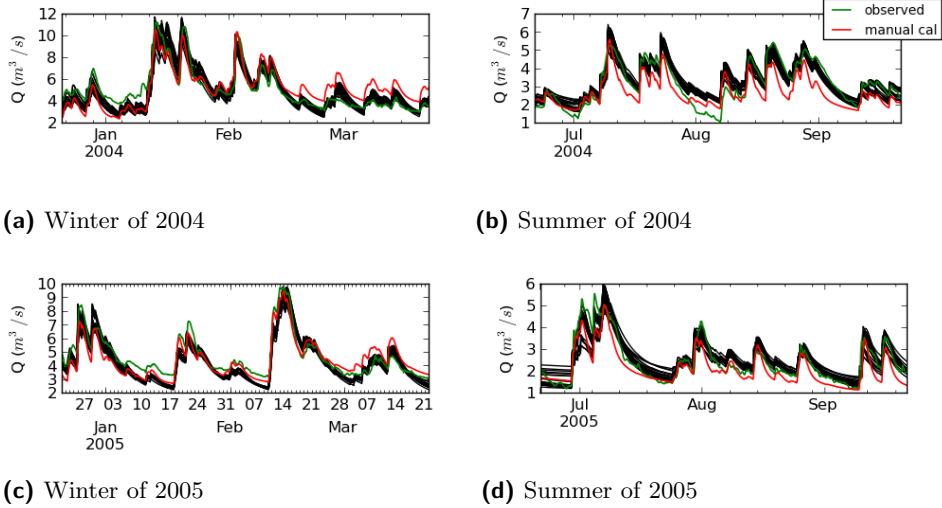 12
10
8
6
4
2
Q (m³ / s)
Jan
2004
Feb
Mar
7
6
5
4
3
2
1
Q (m³ / s)
Jul
2004
Aug
Sep
observed
manual cal
(a) Winter of 2004
(b) Summer of 2004
10
9
8
7
6
5
4
3
2
Q (m³ / s)
27 03 10 17 24 31 07 14 21 28 07 14 21
Jan
2005
Feb
Mar
6
5
4
3
2
1
Q (m³ / s)
Jul
2005
Aug
Sep
(c) Winter of 2005
(d) Summer of 2005